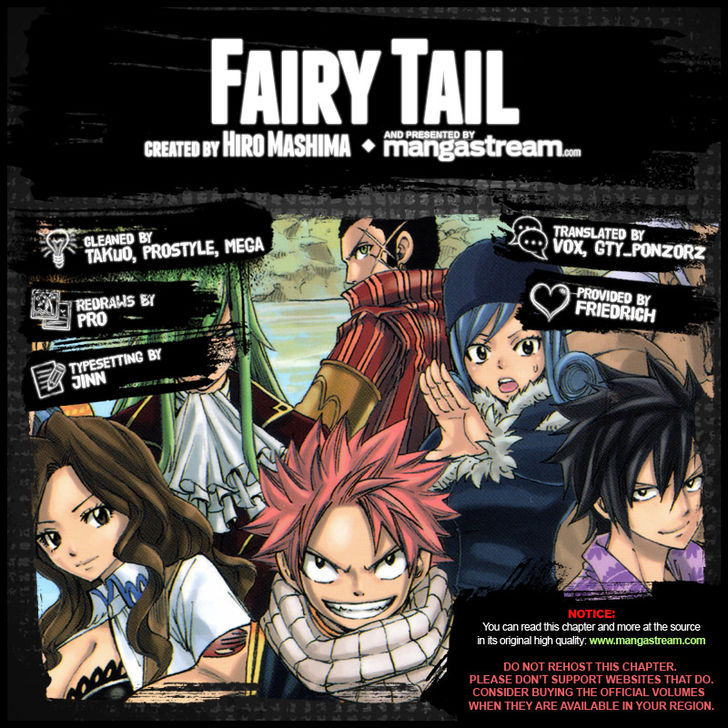 FAIRY TAIL
CREATED BY HIRO MASHIMA ◆ AND PRESENTED BY mangastream.com
CLEANED BY
TAKUO, PROSTYLE, MEGA
REDRAWS BY
PRO
TYPESETTING BY
JINN
TRANSLATED BY
VOX, GTY_PONZORZ
PROVIDED BY
FRIEDRICH
NOTICE:
You can read this chapter and more at the source
in its original high quality: www.mangastream.com
DO NOT REHOST THIS CHAPTER.
PLEASE DON'T SUPPORT WEBSITES THAT DO.
CONSIDER BUYING THE OFFICIAL VOLUMES
WHEN THEY ARE AVAILABLE IN YOUR REGION.